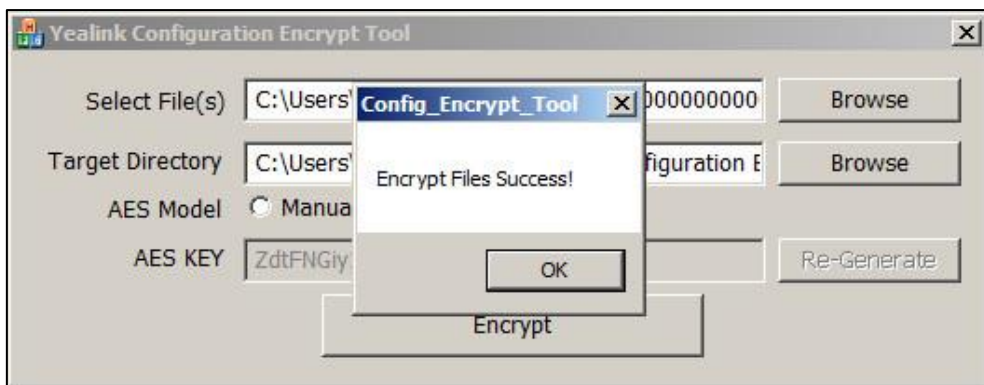 Yealink Configuration Encrypt Tool
Select File(s) C:\Users\ 000000000 Browse
Config_Encrypt_Tool
Target Directory C:\Users\ figuration E Browse
Encrypt Files Success!
AES Model Manua
AES KEY ZdtFNGiy Re-Generate
OK
Encrypt